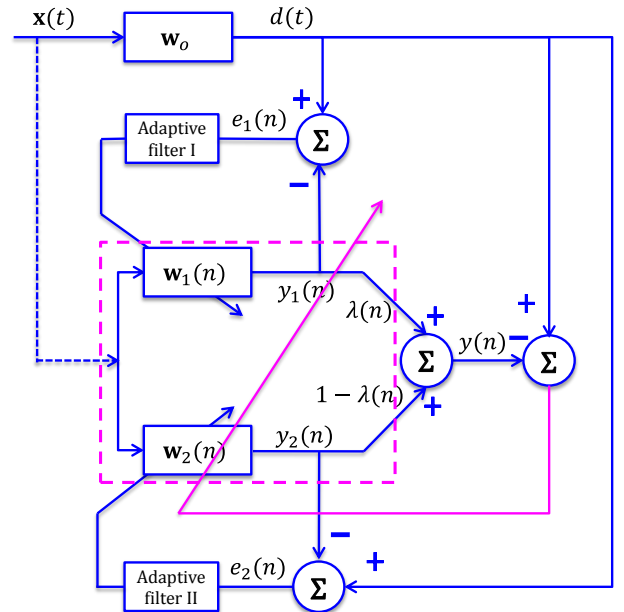 x(t)
d(t)
w_o
+
e_1(n)
Adaptive
filter I
Σ
−
w_1(n)
y_1(n)
λ(n)
+
+
−
Σ
y(n)
Σ
1 − λ(n)
+
w_2(n)
y_2(n)
−
+
e_2(n)
Adaptive
filter II
Σ